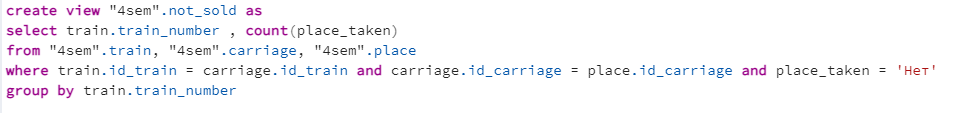 create view "4sem".not_sold as
select train.train_number , count(place_taken)
from "4sem".train, "4sem".carriage, "4sem".place
where train.id_train = carriage.id_train and carriage.id_carriage = place.id_carriage and place_taken = 'Нет'
group by train.train_number